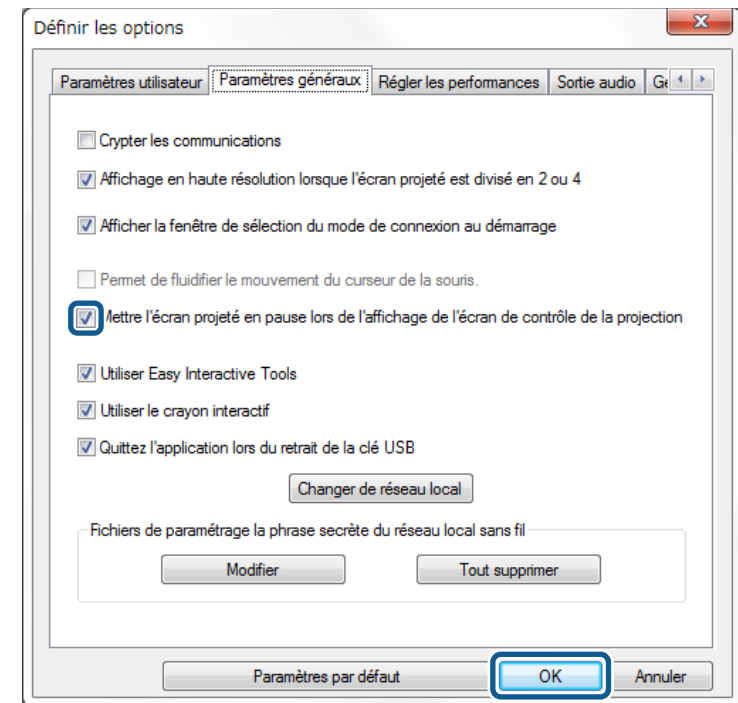 Définir les options
Paramètres utilisateur Paramètres généraux Régler les performances Sortie audio
Crypter les communications
Affichage en haute résolution lorsque l'écran projeté est divisé en 2 ou 4
Afficher la fenêtre de sélection du mode de connexion au démarrage
Permet de fluidifier le mouvement du curseur de la souris.
Mettre l'écran projeté en pause lors de l'affichage de l'écran de contrôle de la projection
Utiliser Easy Interactive Tools
Utiliser le crayon interactif
Quittez l'application lors du retrait de la clé USB
Changer de réseau local
Fichiers de paramétrage la phrase secrète du réseau local sans fil
Modifier Tout supprimer
Paramètres par défaut OK Annuler